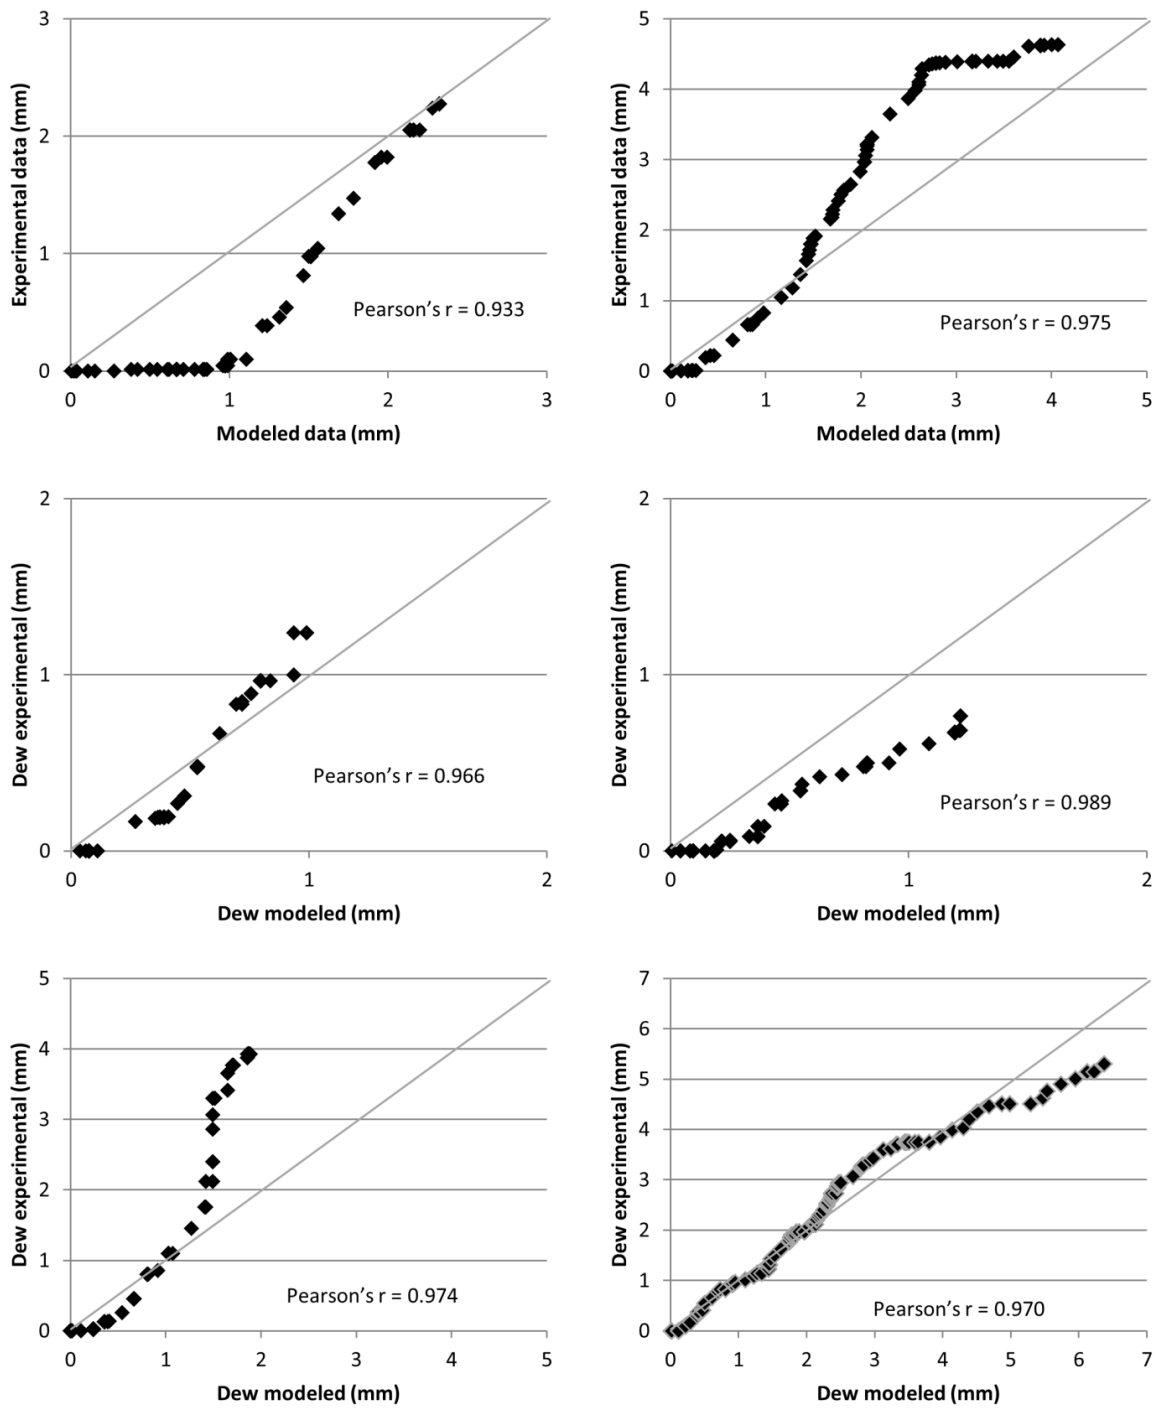 3
2
1
0
0 1 2 3
Experimental data (mm)
Modeled data (mm)
Pearson’s r = 0.933
5
4
3
2
1
0
0 1 2 3 4 5
Experimental data (mm)
Modeled data (mm)
Pearson’s r = 0.975
2
1
0
0 1 2
Dew experimental (mm)
Dew modeled (mm)
Pearson’s r = 0.966
2
1
0
0 1 2
Dew experimental (mm)
Dew modeled (mm)
Pearson’s r = 0.989
5
4
3
2
1
0
0 1 2 3 4 5
Dew experimental (mm)
Dew modeled (mm)
Pearson’s r = 0.974
7
6
5
4
3
2
1
0
0 1 2 3 4 5 6 7
Dew experimental (mm)
Dew modeled (mm)
Pearson’s r = 0.970